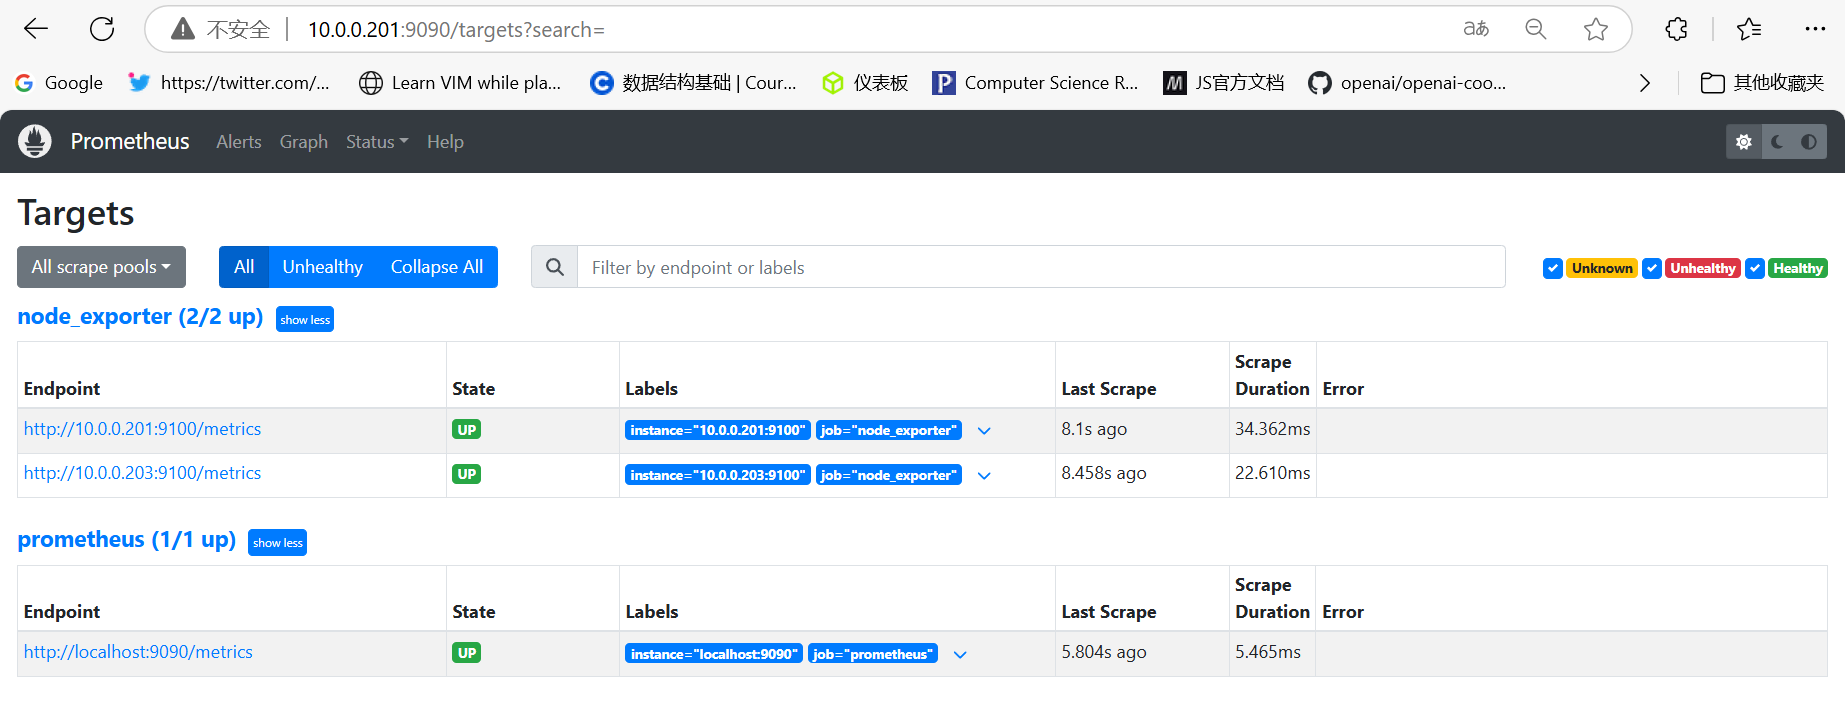 不安全 | 10.0.0.201:9090/targets?search= aあ
Google https://twitter.com/... Learn VIM while pla... 数据结构基础 | Cour... 仪表板 Computer Science R... JS官方文档 openai/openai-coo... 其他收藏夹
Prometheus Alerts Graph Status Help
Targets
All scrape pools All Unhealthy Collapse All Filter by endpoint or labels Unknown Unhealthy Healthy
node_exporter (2/2 up) show less
Endpoint State Labels Last Scrape Scrape Duration Error
http://10.0.0.201:9100/metrics UP instance="10.0.0.201:9100" job="node_exporter" 8.1s ago 34.362ms
http://10.0.0.203:9100/metrics UP instance="10.0.0.203:9100" job="node_exporter" 8.458s ago 22.610ms
prometheus (1/1 up) show less
Endpoint State Labels Last Scrape Scrape Duration Error
http://localhost:9090/metrics UP instance="localhost:9090" job="prometheus" 5.804s ago 5.465ms